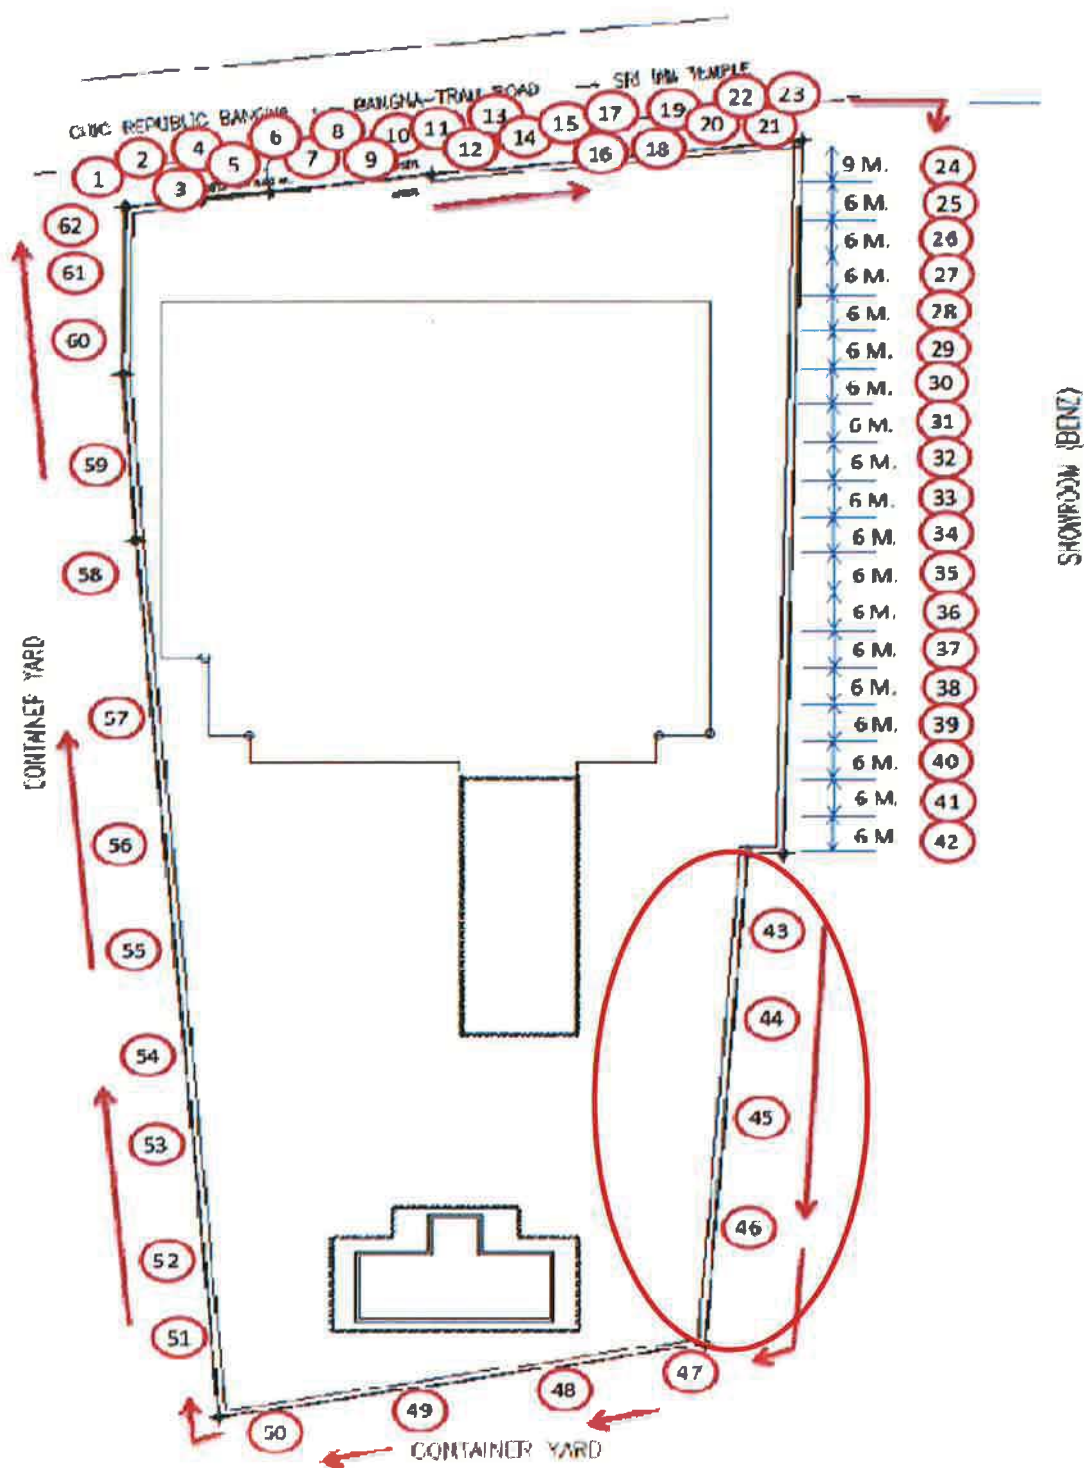 CHIC REPUBLIC BANGNA BANGNA-TRAD ROAD → SRI IAM TEMPLE
1 2 3 4 5 6 7 8 9 10 11 12 13 14 15 16 17 18 19 20 21 22 23
9 M. 24
6 M. 25
6 M. 26
6 M. 27
6 M. 28
6 M. 29
6 M. 30
6 M. 31
6 M. 32
6 M. 33
6 M. 34
6 M. 35
6 M. 36
6 M. 37
6 M. 38
6 M. 39
6 M. 40
6 M. 41
6 M 42
SHOWROOM (BENZ)
43
44
45
46
47
48
49
50
CONTAINER YARD
51
52
53
54
55
56
57
58
59
60
61
62
CONTAINER YARD